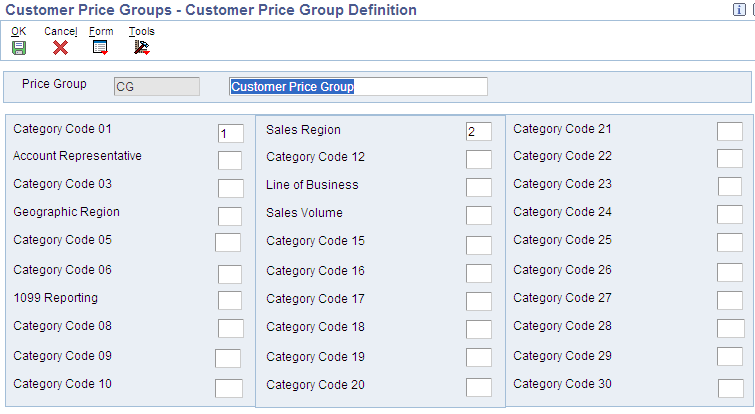 Customer Price Groups - Customer Price Group Definition
i
OK Cancel Form Tools
Price Group CG Customer Price Group
Category Code 01 1 Sales Region 2 Category Code 21
Account Representative Category Code 12 Category Code 22
Category Code 03 Line of Business Category Code 23
Geographic Region Sales Volume Category Code 24
Category Code 05 Category Code 15 Category Code 25
Category Code 06 Category Code 16 Category Code 26
1099 Reporting Category Code 17 Category Code 27
Category Code 08 Category Code 18 Category Code 28
Category Code 09 Category Code 19 Category Code 29
Category Code 10 Category Code 20 Category Code 30